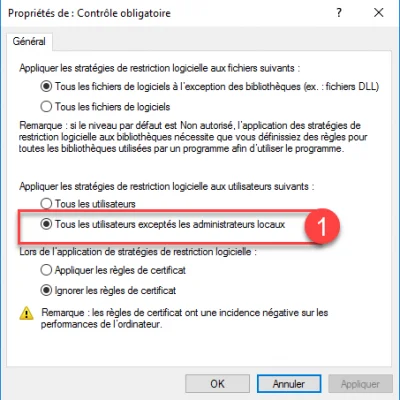 Propriétés de : Contrôle obligatoire
?
Général
Appliquer les stratégies de restriction logicielle aux fichiers suivants :
Tous les fichiers de logiciels à l'exception des bibliothèques (ex. : fichiers DLL)
Tous les fichiers de logiciels
Remarque : si le niveau par défaut est Non autorisé, l'application des stratégies de
restriction logicielle aux bibliothèques nécessite que vous définissiez des règles pour
toutes les bibliothèques utilisées par un programme afin d'utiliser le programme.
Appliquer les stratégies de restriction logicielle aux utilisateurs suivants :
Tous les utilisateurs
Tous les utilisateurs exceptés les administrateurs locaux
1
Lors de l'application de stratégies de restriction logicielle :
Appliquer les règles de certificat
Ignorer les règles de certificat
Remarque : les règles de certificat ont une incidence négative sur les
performances de l'ordinateur.
OK
Annuler
Appliquer